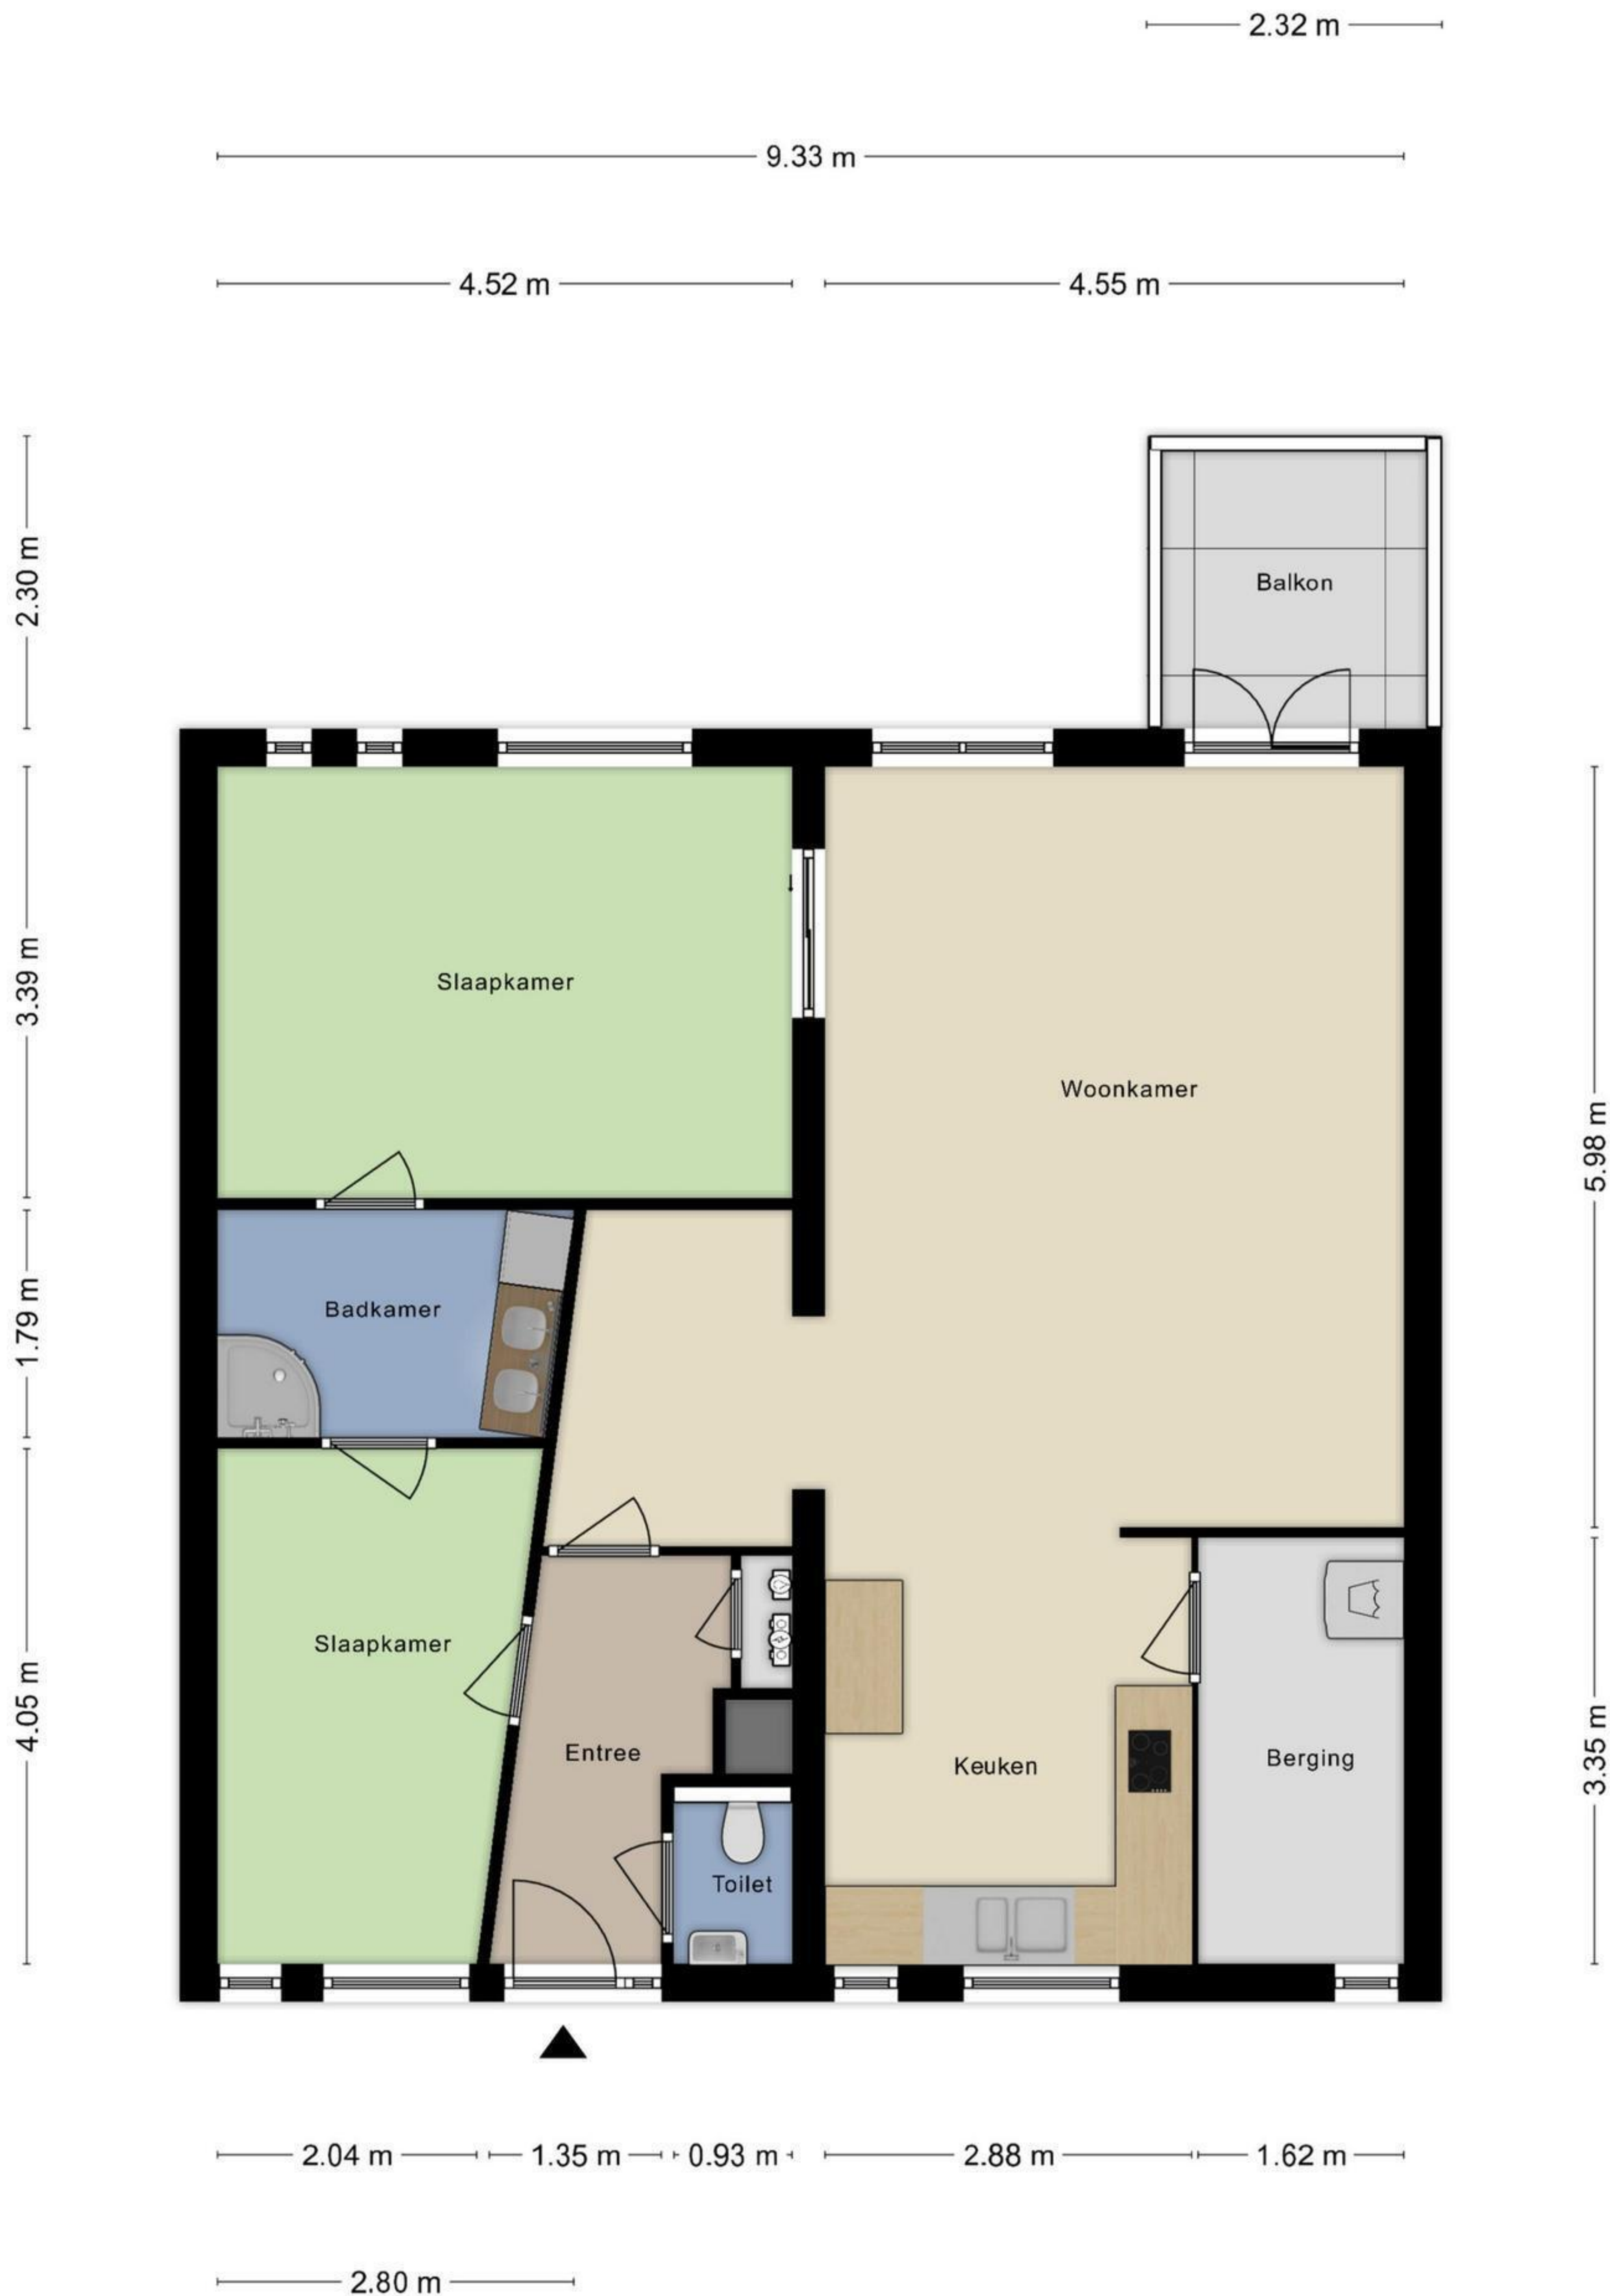 2.32 m
9.33 m
4.52 m
4.55 m
2.30 m
Balkon
3.39 m
Slaapkamer
Woonkamer
5.98 m
1.79 m
Badkamer
4.05 m
Slaapkamer
Entree
Keuken
Berging
3.35 m
Toilet
2.04 m
1.35 m
0.93 m
2.88 m
1.62 m
2.80 m